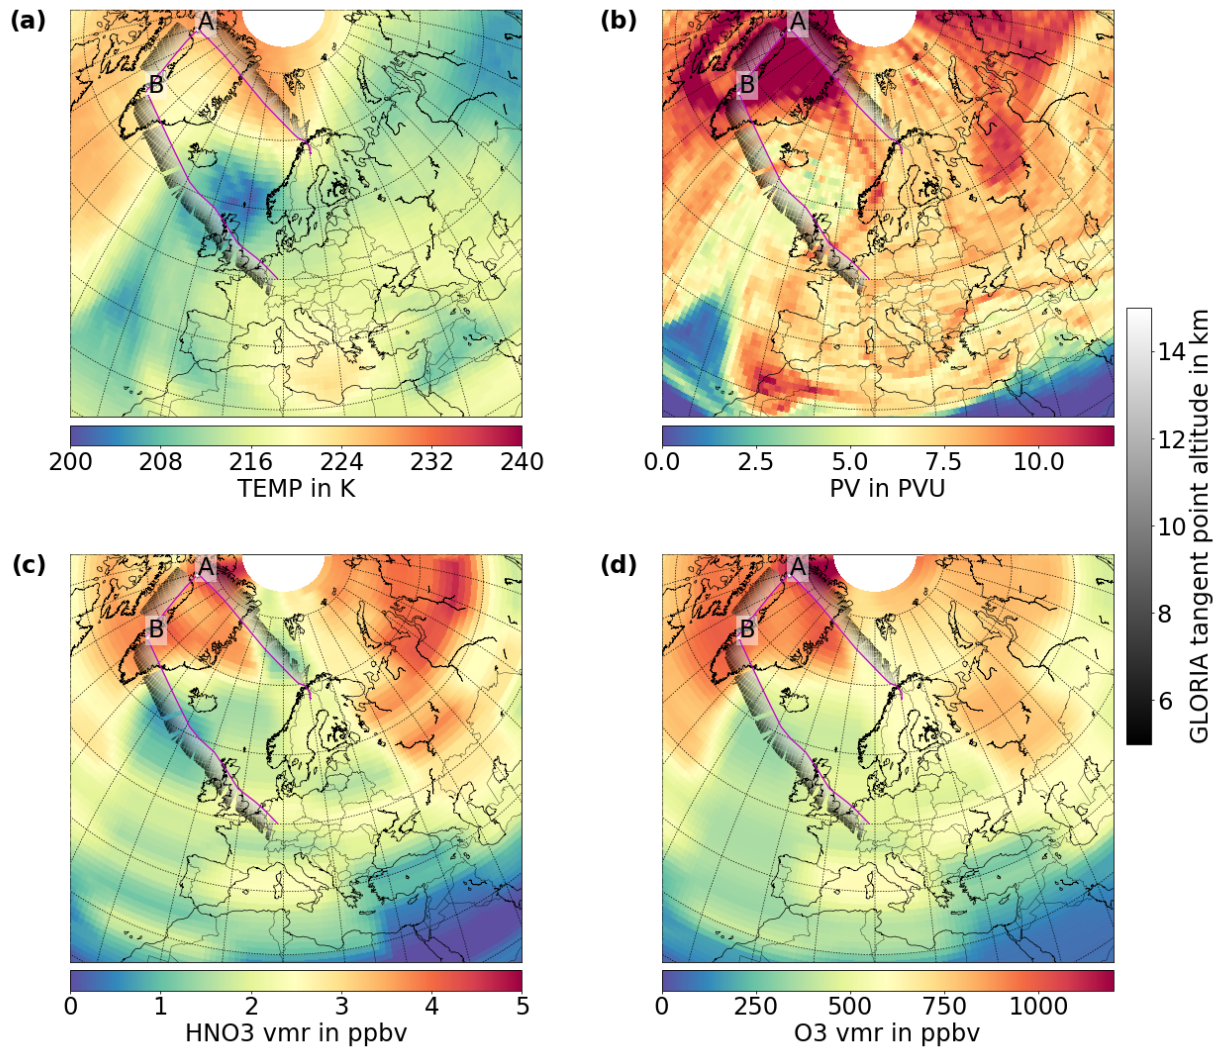 (a)
A
B
200 208 216 224 232 240
TEMP in K
(b)
A
B
0.0 2.5 5.0 7.5 10.0
PV in PVU
(c)
A
B
0 1 2 3 4 5
HNO3 vmr in ppbv
(d)
A
B
0 250 500 750 1000
O3 vmr in ppbv
14
12
10
8
6
GLORIA tangent point altitude in km